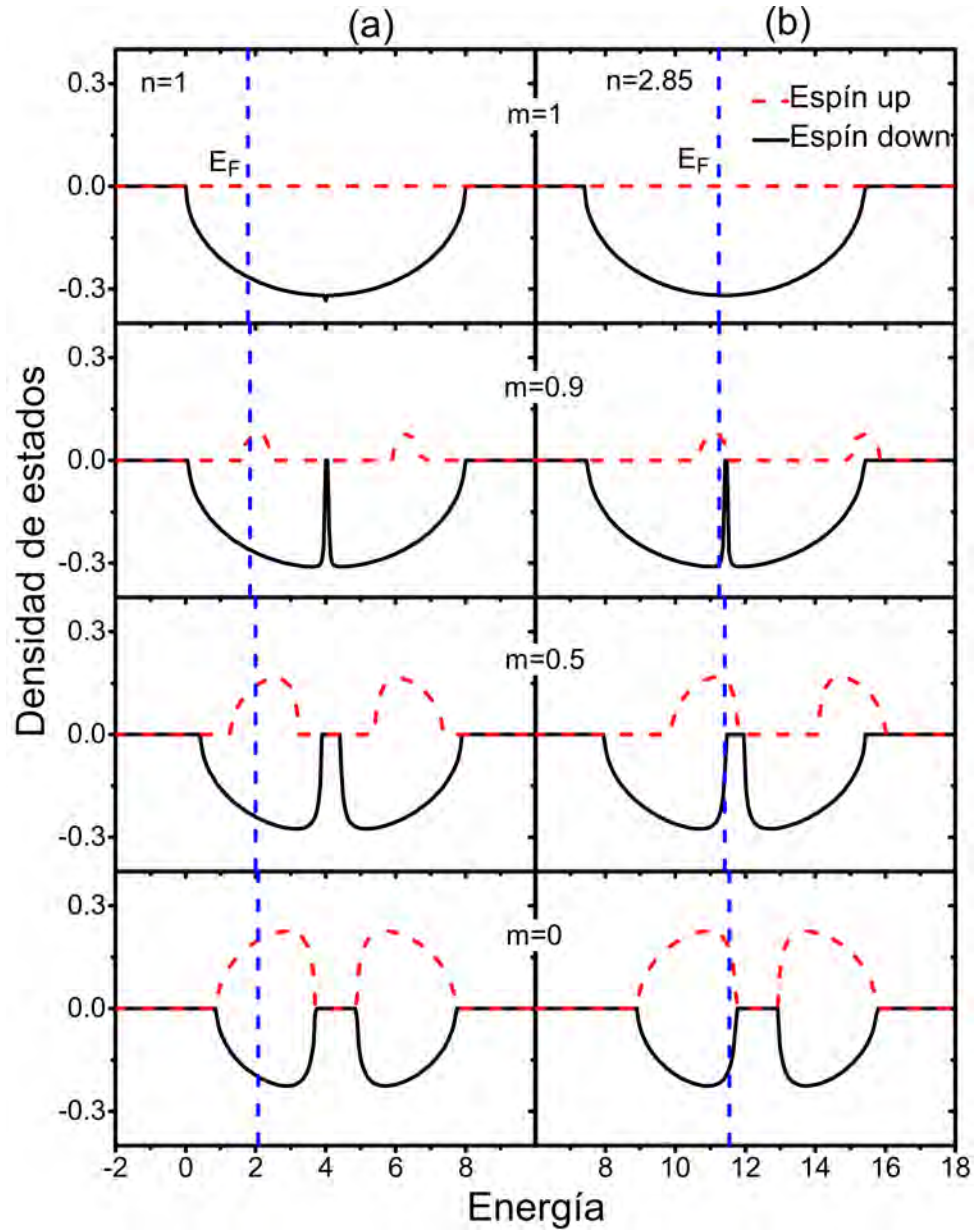 (a)
(b)
n=1
n=2.85
Espín up
Espín down
m=1
E_F
E_F
0.3
0.0
-0.3
m=0.9
0.3
0.0
-0.3
m=0.5
0.3
0.0
-0.3
m=0
0.3
0.0
-0.3
Densidad de estados
-2 0 2 4 6 8 8 10 12 14 16 18
Energía